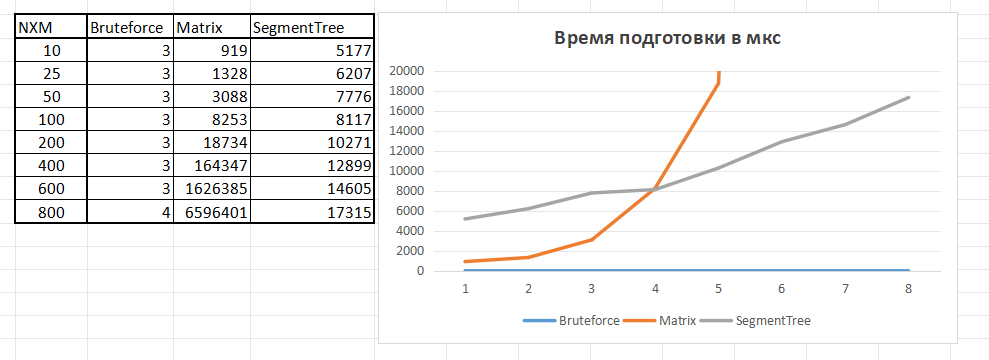 NXM Bruteforce Matrix SegmentTree
10 3 919 5177
25 3 1328 6207
50 3 3088 7776
100 3 8253 8117
200 3 18734 10271
400 3 164347 12899
600 3 1626385 14605
800 4 6596401 17315
Время подготовки в мкс
20000
18000
16000
14000
12000
10000
8000
6000
4000
2000
0
1 2 3 4 5 6 7 8
Bruteforce Matrix SegmentTree